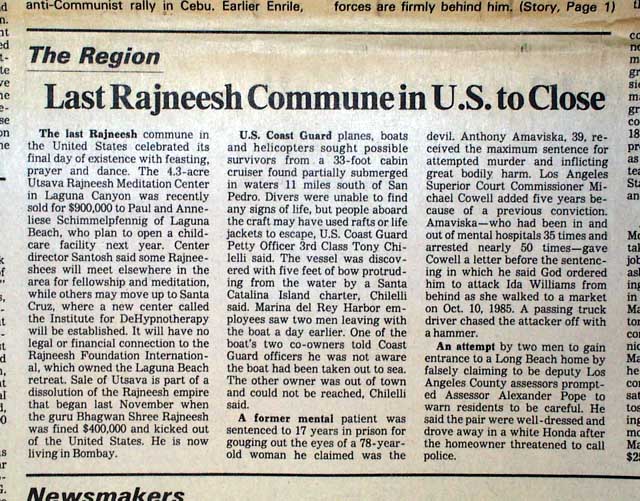 anti-Communist rally in Cebu. Earlier Enrile,
forces are firmly behind him. (Story, Page 1)
The Region
Last Rajneesh Commune in U.S. to Close
The last Rajneesh commune in
the United States celebrated its
final day of existence with feasting,
prayer and dance. The 4.3-acre
Utsava Rajneesh Meditation Center
in Laguna Canyon was recently
sold for $900,000 to Paul and Anne-
liese Schimmelpfennig of Laguna
Beach, who plan to open a child-
care facility next year. Center
director Santosh said some Rajnee-
shees will meet elsewhere in the
area for fellowship and meditation,
while others may move up to Santa
Cruz, where a new center called
the Institute for DeHypnotherapy
will be established. It will have no
legal or financial connection to the
Rajneesh Foundation Internation-
al, which owned the Laguna Beach
retreat. Sale of Utsava is part of a
dissolution of the Rajneesh empire
that began last November when
the guru Bhagwan Shree Rajneesh
was fined $400,000 and kicked out
of the United States. He is now
living in Bombay.
U.S. Coast Guard planes, boats
and helicopters sought possible
survivors from a 33-foot cabin
cruiser found partially submerged
in waters 11 miles south of San
Pedro. Divers were unable to find
any signs of life, but people aboard
the craft may have used rafts or life
jackets to escape, U.S. Coast Guard
Petty Officer 3rd Class Tony Chi-
lelli said. The vessel was discov-
ered with five feet of bow protrud-
ing from the water by a Santa
Catalina Island charter, Chilelli
said. Marina del Rey Harbor em-
ployees saw two men leaving with
the boat a day earlier. One of the
boat's two co-owners told Coast
Guard officers he was not aware
the boat had been taken out to sea.
The other owner was out of town
and could not be reached, Chilelli
said.
A former mental patient was
sentenced to 17 years in prison for
gouging out the eyes of a 78-year-
old woman he claimed was the
devil. Anthony Amaviska, 39, re-
ceived the maximum sentence for
attempted murder and inflicting
great bodily harm. Los Angeles
Superior Court Commissioner Mi-
chael Cowell added five years be-
cause of a previous conviction.
Amaviska—who had been in and
out of mental hospitals 35 times and
arrested nearly 50 times—gave
Cowell a letter before the sentenc-
ing in which he said God ordered
him to attack Ida Williams from
behind as she walked to a market
on Oct. 10, 1985. A passing truck
driver chased the attacker off with
a hammer.
An attempt by two men to gain
entrance to a Long Beach home by
falsely claiming to be deputy Los
Angeles County assessors prompt-
ed Assessor Alexander Pope to
warn residents to be careful. He
said the pair were well-dressed and
drove away in a white Honda after
the homeowner threatened to call
police.
Newsmakers